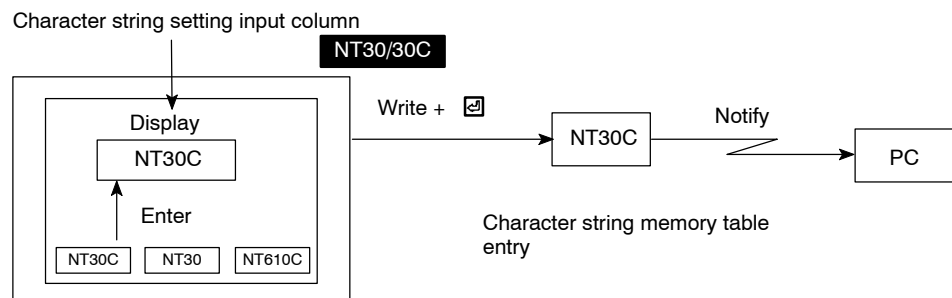 Character string setting input column
NT30/30C
Display
NT30C
Enter
NT30C NT30 NT610C
Write +
NT30C
Notify
PC
Character string memory table
entry